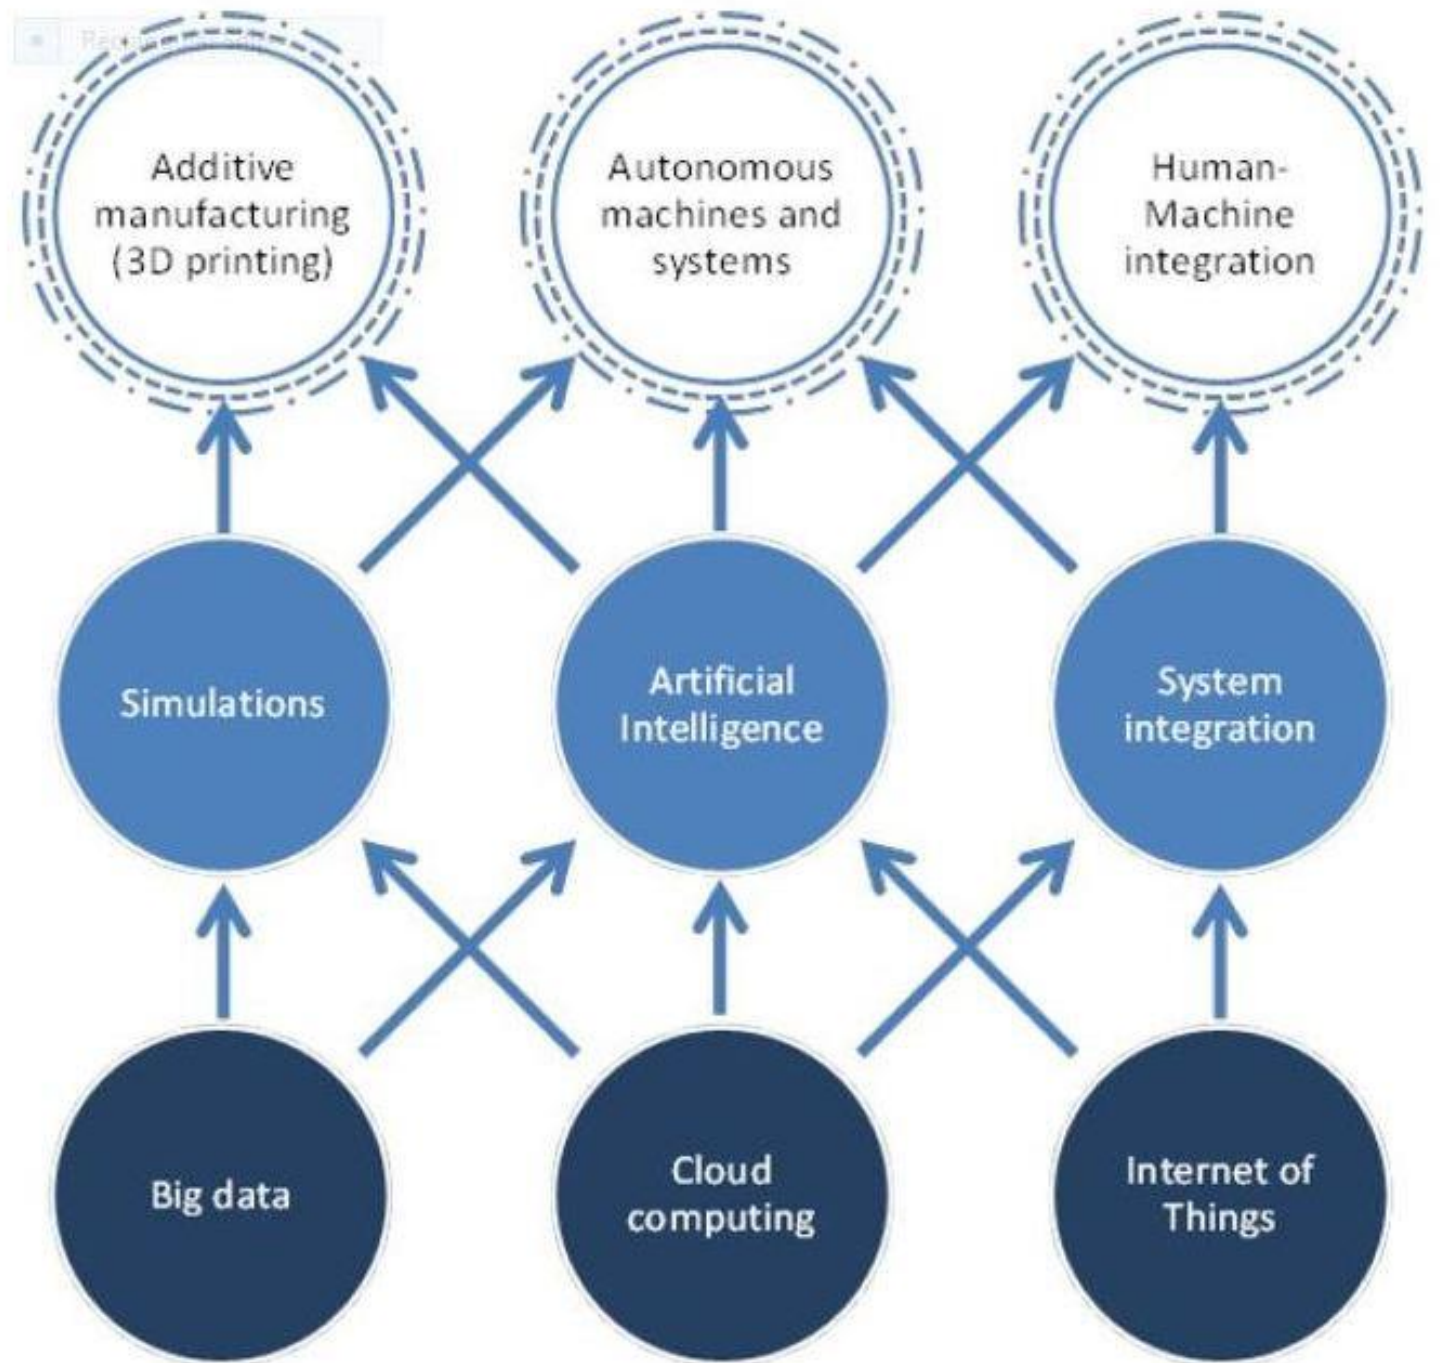 Additive
manufacturing
(3D printing)
Autonomous
machines and
systems
Human-
Machine
integration
Simulations
Artificial
Intelligence
System
integration
Big data
Cloud
computing
Internet of
Things